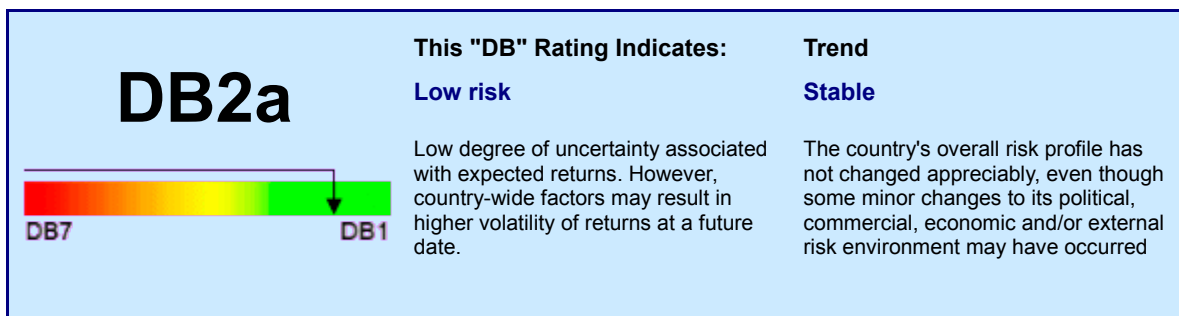 DB2a
DB7
DB1
This "DB" Rating Indicates:
Low risk
Low degree of uncertainty associated
with expected returns. However,
country-wide factors may result in
higher volatility of returns at a future
date.
Trend
Stable
The country's overall risk profile has
not changed appreciably, even though
some minor changes to its political,
commercial, economic and/or external
risk environment may have occurred